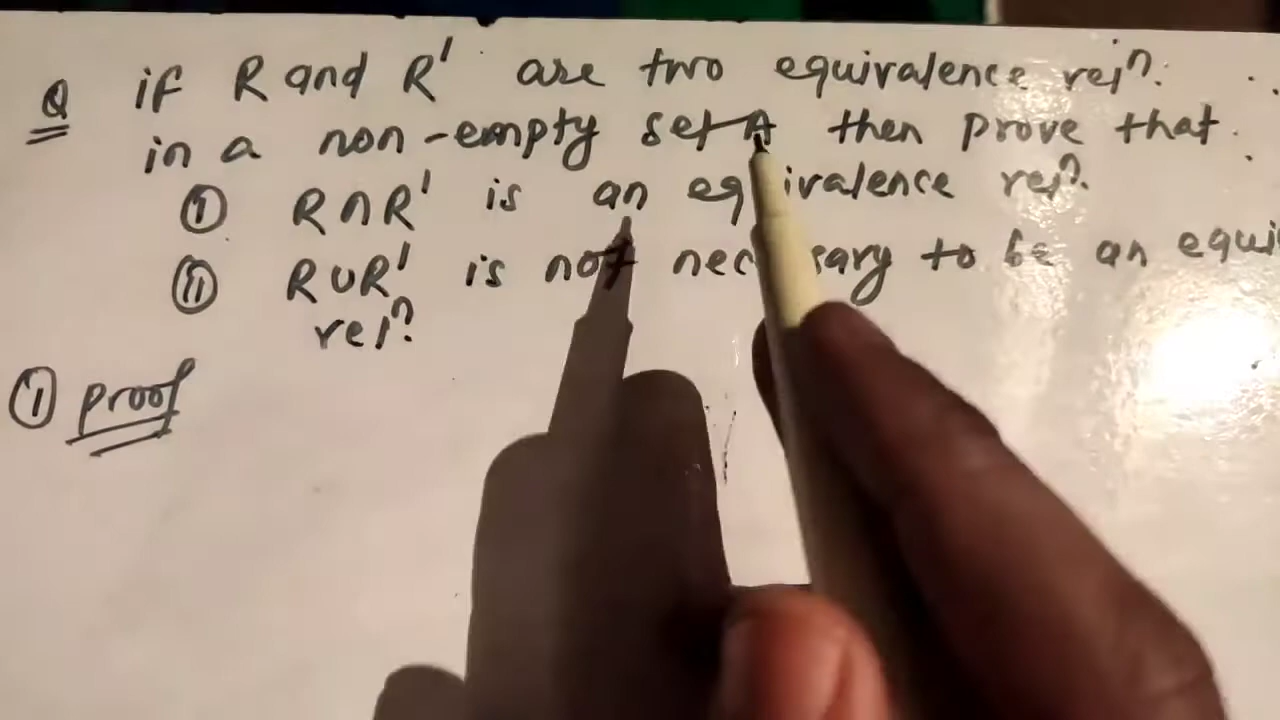 Q if R and R' are two equivalence relⁿ.
in a non-empty set A then prove that
(I) R ∩ R' is an equivalence relⁿ.
(II) R ∪ R' is not necessary to be an equi
relⁿ.
(I) Proof